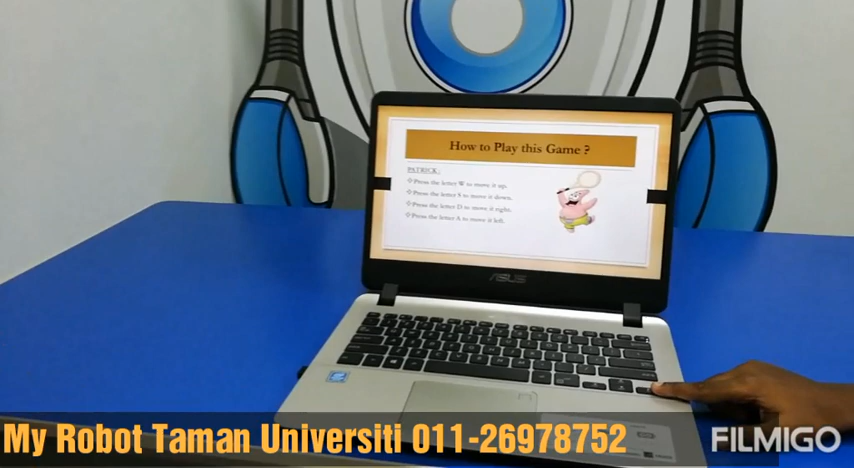 How to Play this Game ?
PATRICK :
Press the letter W to move it up.
Press the letter S to move it down.
Press the letter D to move it right.
Press the letter A to move it left.
ASUS
My Robot Taman Universiti 011-26978752
FILMIGO